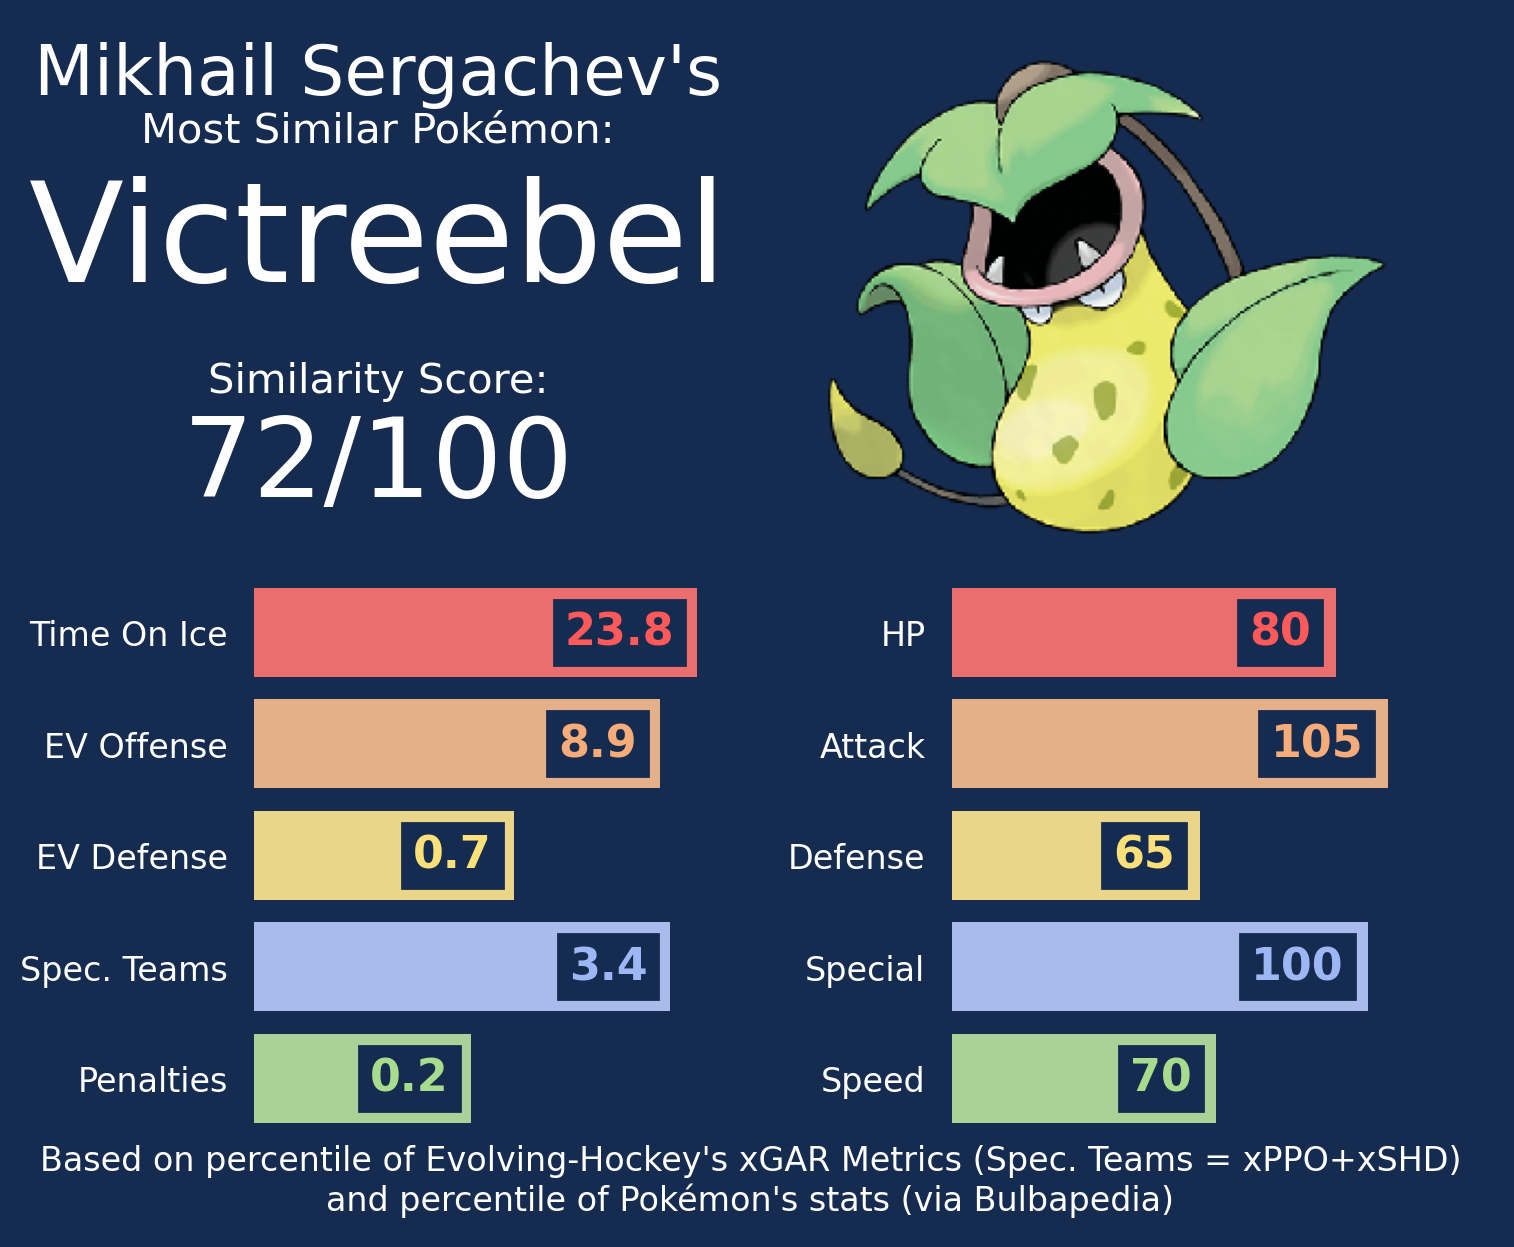 Mikhail Sergachev's
Most Similar Pokémon:
Victreebel
Similarity Score:
72/100
Time On Ice 23.8
EV Offense 8.9
EV Defense 0.7
Spec. Teams 3.4
Penalties 0.2
HP 80
Attack 105
Defense 65
Special 100
Speed 70
Based on percentile of Evolving-Hockey's xGAR Metrics (Spec. Teams = xPPO+xSHD)
and percentile of Pokémon's stats (via Bulbapedia)